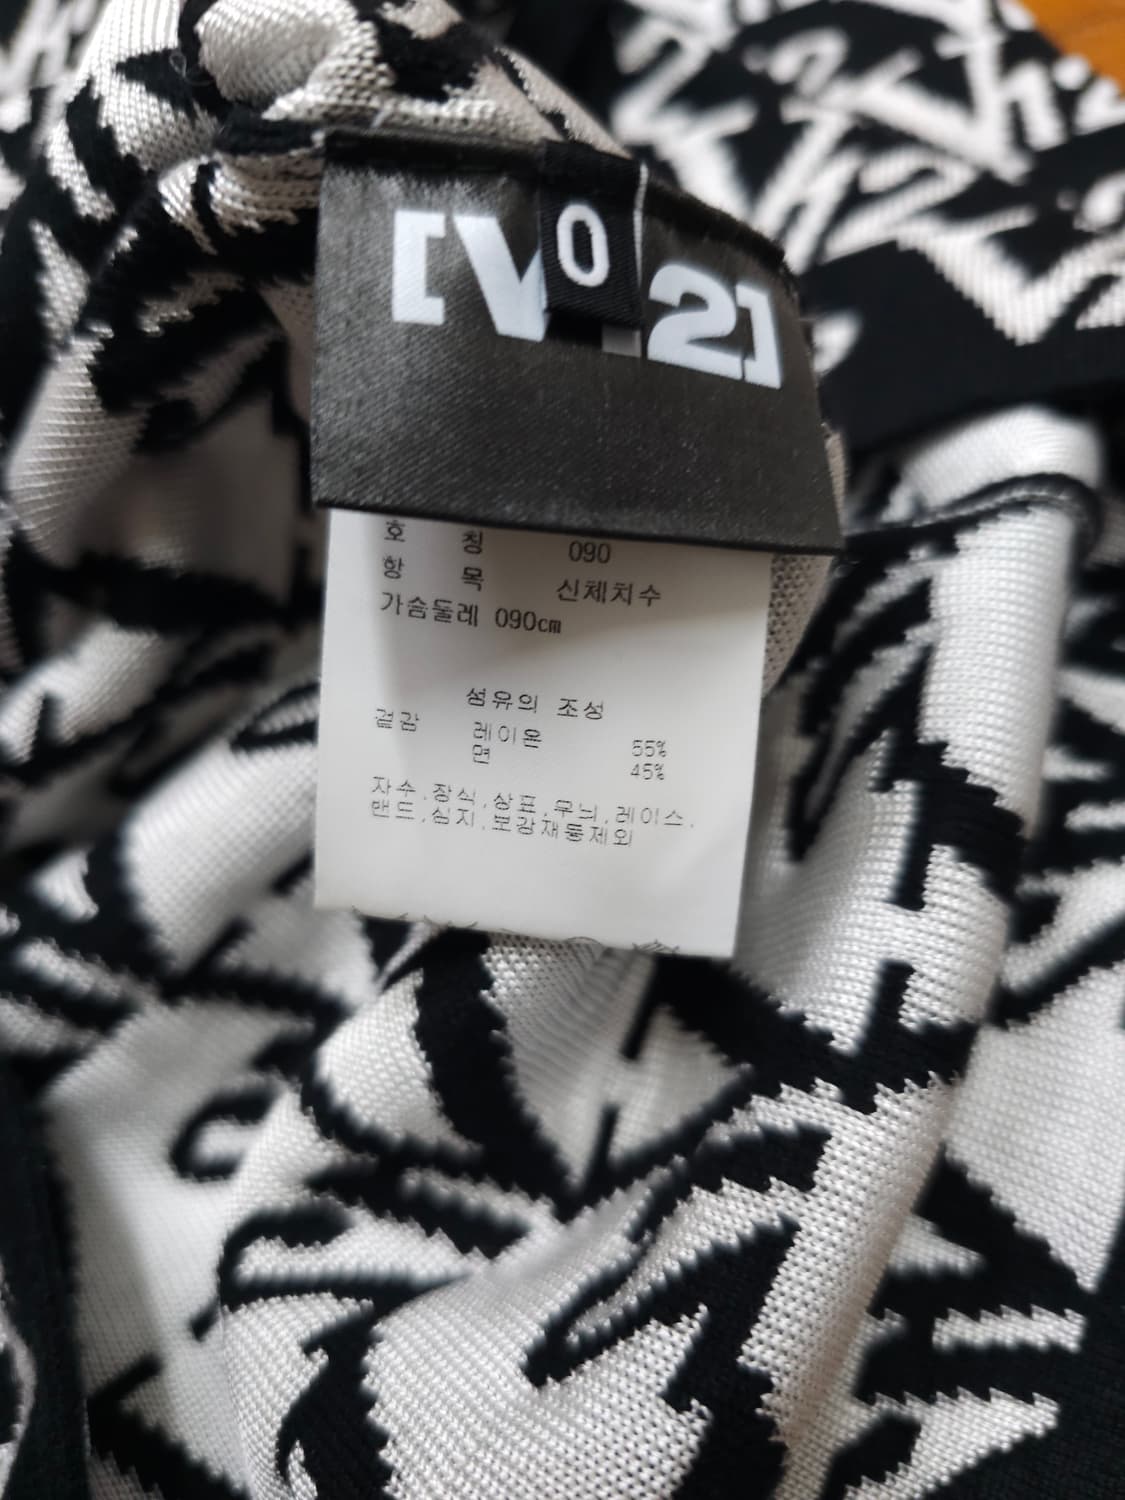 [V 2]
0
호 칭 090
항 목 신체치수
가슴둘레 090cm
섬유의 조성
겉감 레이온 55%
면 45%
자수,장식,상표,무늬,레이스,
밴드,심지,보강재등제외